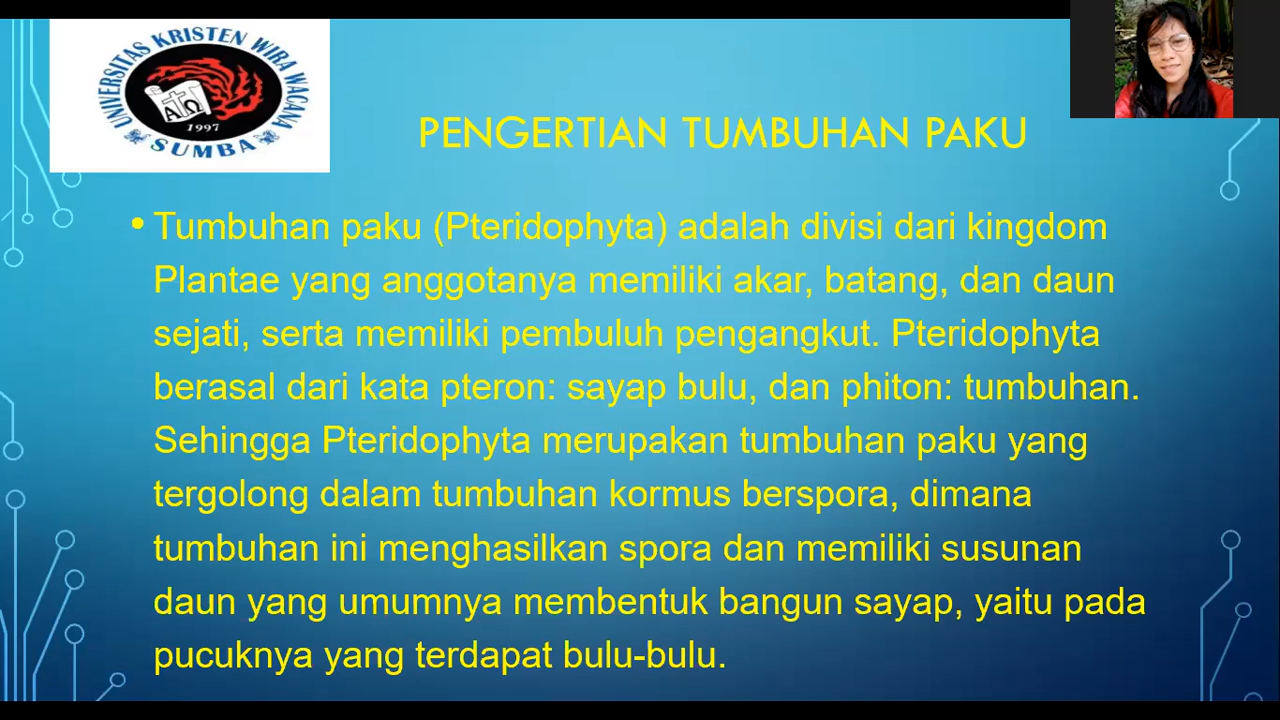 UNIVERSITAS KRISTEN WIRA WACANA
SUMBA
ΑΩ
1997
PENGERTIAN TUMBUHAN PAKU
• Tumbuhan paku (Pteridophyta) adalah divisi dari kingdom
Plantae yang anggotanya memiliki akar, batang, dan daun
sejati, serta memiliki pembuluh pengangkut. Pteridophyta
berasal dari kata pteron: sayap bulu, dan phiton: tumbuhan.
Sehingga Pteridophyta merupakan tumbuhan paku yang
tergolong dalam tumbuhan kormus berspora, dimana
tumbuhan ini menghasilkan spora dan memiliki susunan
daun yang umumnya membentuk bangun sayap, yaitu pada
pucuknya yang terdapat bulu-bulu.